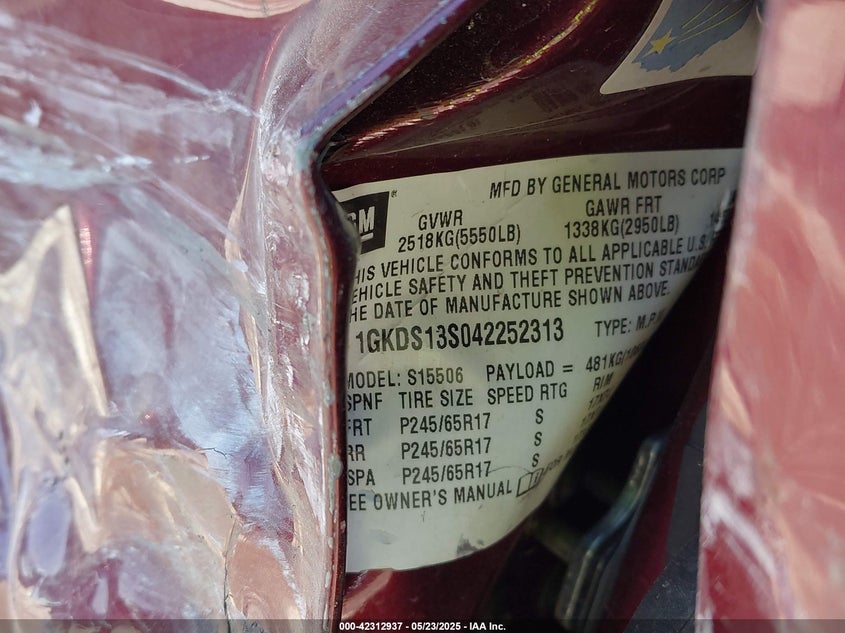 GM ®
MFD BY GENERAL MOTORS CORP
GVWR GAWR FRT
2518KG(5550LB) 1338KG(2950LB)
HIS VEHICLE CONFORMS TO ALL APPLICABLE U.S.
EHICLE SAFETY AND THEFT PREVENTION STANDA
HE DATE OF MANUFACTURE SHOWN ABOVE.
1GKDS13S042252313 TYPE: M.P.
MODEL: S15506 PAYLOAD = 481KG
SPNF TIRE SIZE SPEED RTG RIM
FRT P245/65R17 S
RR P245/65R17 S
SPA P245/65R17 S
EE OWNER'S MANUAL
000-42312937 - 05/23/2025 - IAA Inc.